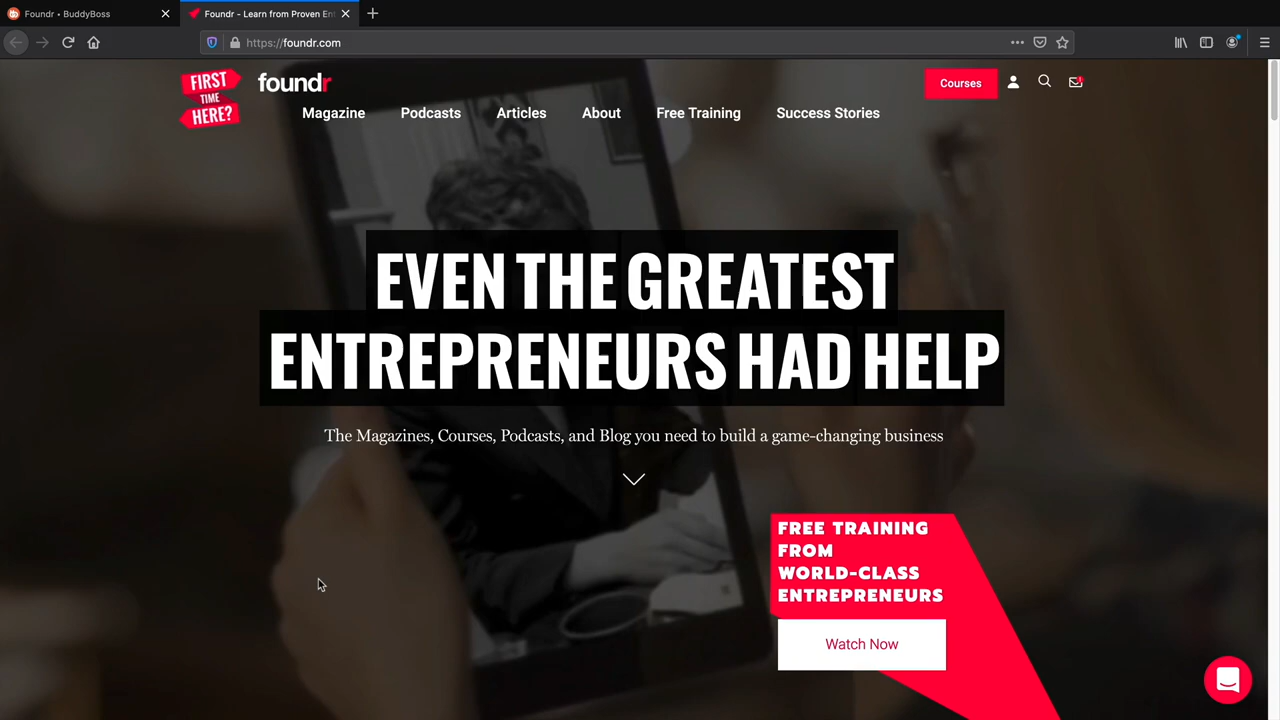 Foundr • BuddyBoss
Foundr - Learn from Proven Ent
https://foundr.com
FIRST
TIME
HERE?
foundr
Courses
Magazine
Podcasts
Articles
About
Free Training
Success Stories
EVEN THE GREATEST
ENTREPRENEURS HAD HELP
The Magazines, Courses, Podcasts, and Blog you need to build a game-changing business
FREE TRAINING
FROM
WORLD-CLASS
ENTREPRENEURS
Watch Now